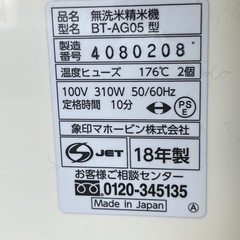 品名 無洗米精米機
型名 BT-AG05 型
製造番号 4080208
温度ヒューズ 176℃ 2個
100V 310W 50/60Hz
定格時間 10分
PSE
象印マホービン株式会社
JET 18年製
お客様ご相談センター
0120-345135
Made in Japan Ⓐ